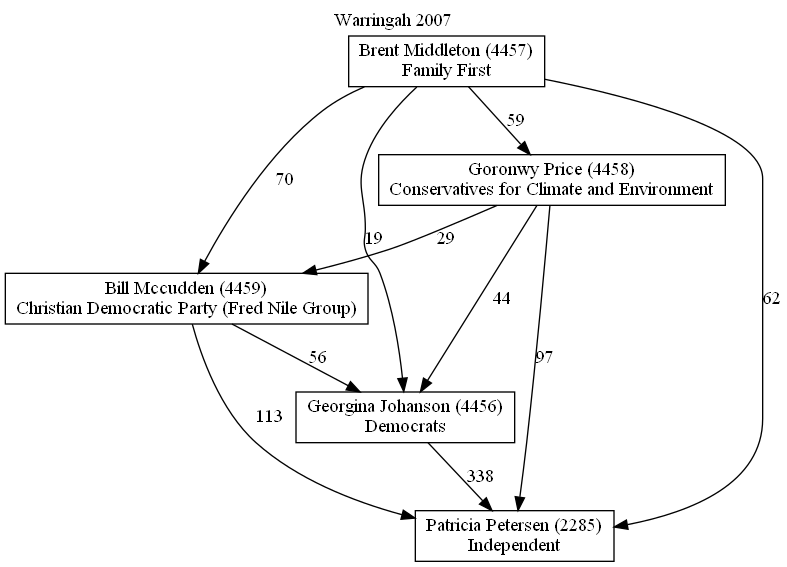 Warringah 2007
Brent Middleton (4457)
Family First
59
Goronwy Price (4458)
Conservatives for Climate and Environment
70
19
29
Bill Mccudden (4459)
Christian Democratic Party (Fred Nile Group)
44
62
56
97
Georgina Johanson (4456)
Democrats
113
338
Patricia Petersen (2285)
Independent